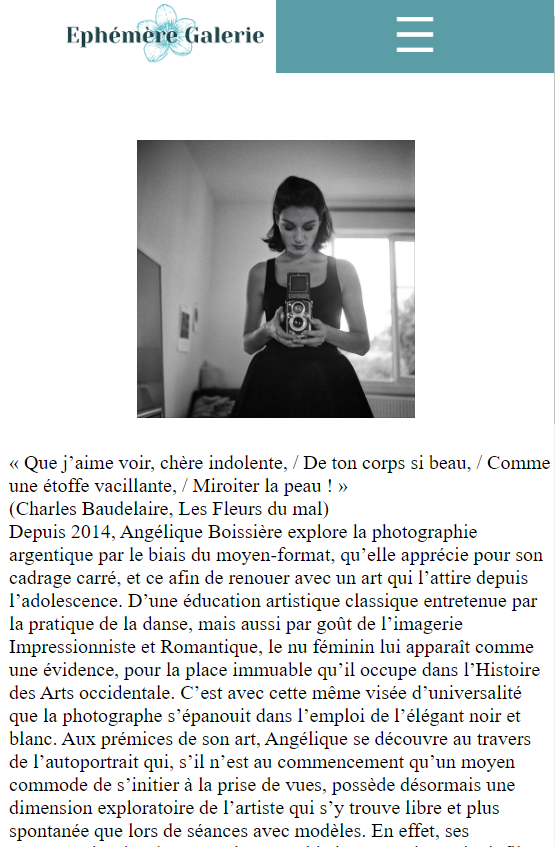 Ephémère Galerie
« Que j’aime voir, chère indolente, / De ton corps si beau, / Comme
une étoffe vacillante, / Miroiter la peau ! »
(Charles Baudelaire, Les Fleurs du mal)
Depuis 2014, Angélique Boissière explore la photographie
argentique par le biais du moyen-format, qu’elle apprécie pour son
cadrage carré, et ce afin de renouer avec un art qui l’attire depuis
l’adolescence. D’une éducation artistique classique entretenue par
la pratique de la danse, mais aussi par goût de l’imagerie
Impressionniste et Romantique, le nu féminin lui apparaît comme
une évidence, pour la place immuable qu’il occupe dans l’Histoire
des Arts occidentale. C’est avec cette même visée d’universalité
que la photographe s’épanouit dans l’emploi de l’élégant noir et
blanc. Aux prémices de son art, Angélique se découvre au travers
de l’autoportrait qui, s’il n’est au commencement qu’un moyen
commode de s’initier à la prise de vues, possède désormais une
dimension exploratoire de l’artiste qui s’y trouve libre et plus
spontanée que lors de séances avec modèles. En effet, ses